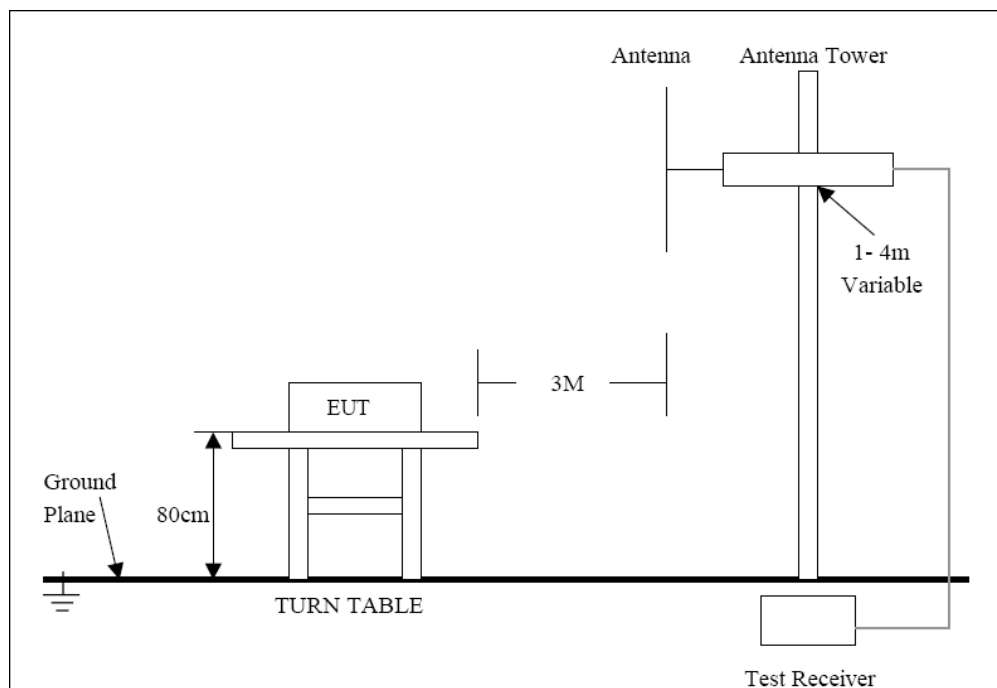 Antenna
Antenna Tower
1- 4m
Variable
3M
EUT
Ground
Plane
80cm
TURN TABLE
Test Receiver